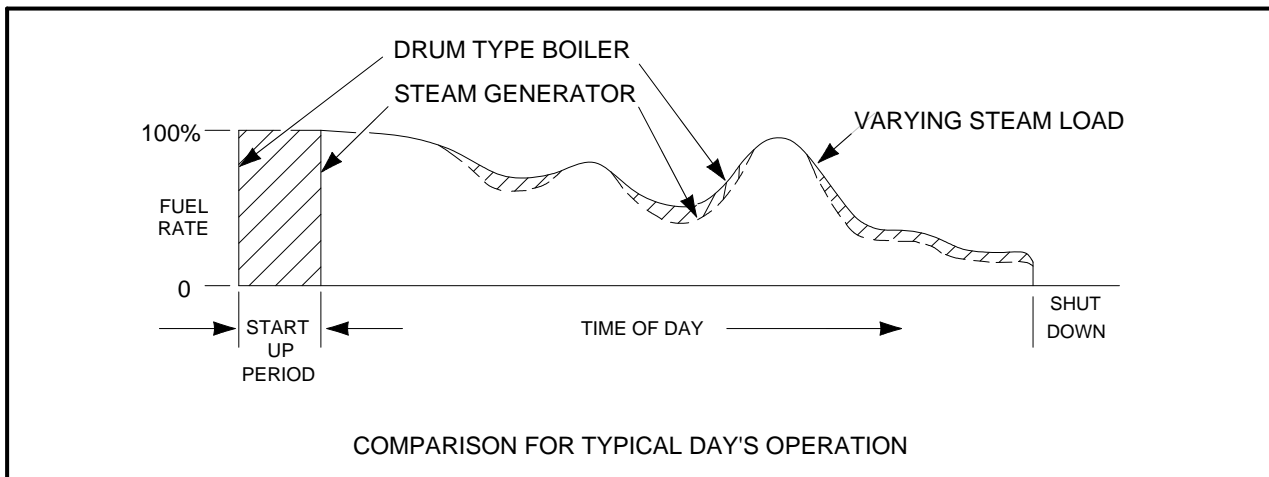 DRUM TYPE BOILER
STEAM GENERATOR
VARYING STEAM LOAD
100%
FUEL
RATE
0
START
UP
PERIOD
TIME OF DAY
SHUT
DOWN
COMPARISON FOR TYPICAL DAY'S OPERATION